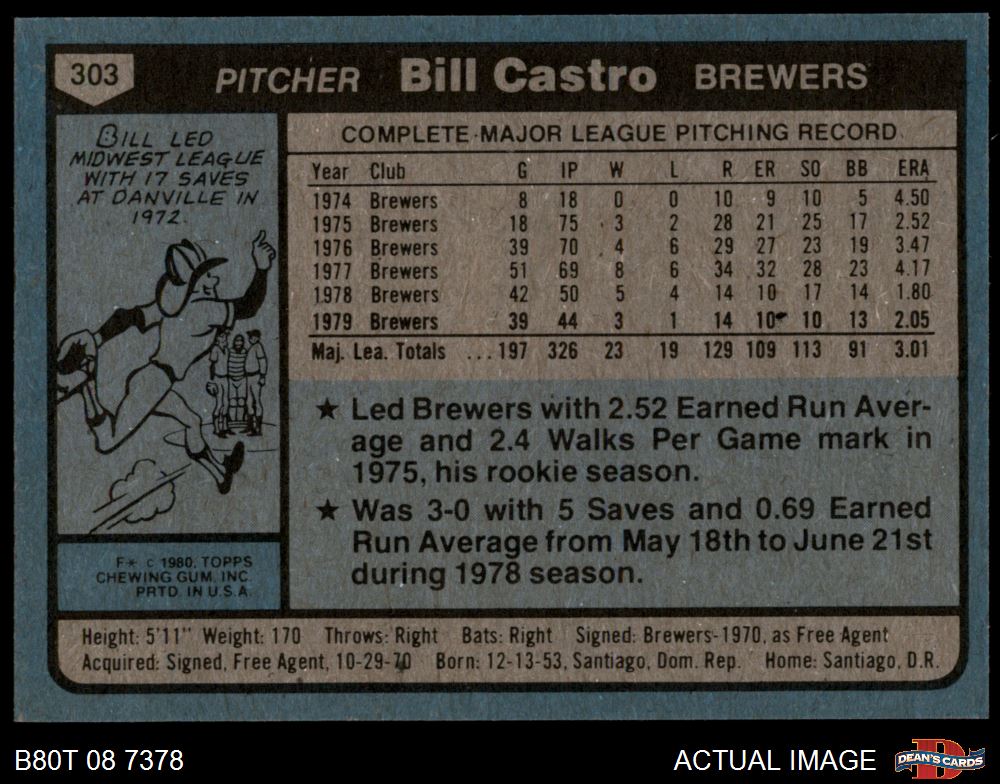 303 PITCHER Bill Castro BREWERS
BILL LED
MIDWEST LEAGUE
WITH 17 SAVES
AT DANVILLE IN
1972.
COMPLETE MAJOR LEAGUE PITCHING RECORD
Year Club G IP W L R ER SO BB ERA
1974 Brewers 8 18 0 0 10 9 10 5 4.50
1975 Brewers 18 75 3 2 28 21 25 17 2.52
1976 Brewers 39 70 4 6 29 27 23 19 3.47
1977 Brewers 51 69 8 6 34 32 28 23 4.17
1978 Brewers 42 50 5 4 14 10 17 14 1.80
1979 Brewers 39 44 3 1 14 10 10 13 2.05
Maj. Lea. Totals ... 197 326 23 19 129 109 113 91 3.01
★ Led Brewers with 2.52 Earned Run Aver-
age and 2.4 Walks Per Game mark in
1975, his rookie season.
★ Was 3-0 with 5 Saves and 0.69 Earned
Run Average from May 18th to June 21st
during 1978 season.
F* © 1980, TOPPS
CHEWING GUM, INC.
PRTD. IN U.S.A.
Height: 5'11" Weight: 170 Throws: Right Bats: Right Signed: Brewers-1970, as Free Agent
Acquired: Signed, Free Agent, 10-29-70 Born: 12-13-53, Santiago, Dom. Rep. Home: Santiago, D.R.
B80T 08 7378 ACTUAL IMAGE DEAN'S CARDS